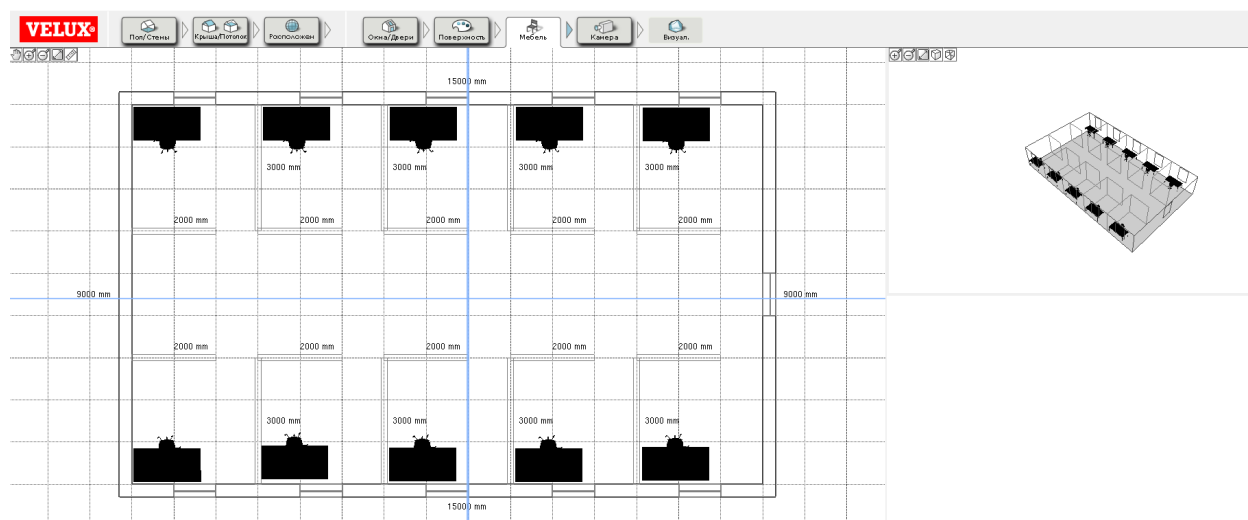 VELUX®
Пол/Стены
Крыша/Потолок
Расположен
Окна/Двери
Поверхность
Мебель
Камера
Визуал.
15000 mm
3000 mm 3000 mm 3000 mm 3000 mm
2000 mm 2000 mm 2000 mm 2000 mm 2000 mm
9000 mm 9000 mm
2000 mm 2000 mm 2000 mm 2000 mm 2000 mm
3000 mm 3000 mm 3000 mm 3000 mm
15000 mm